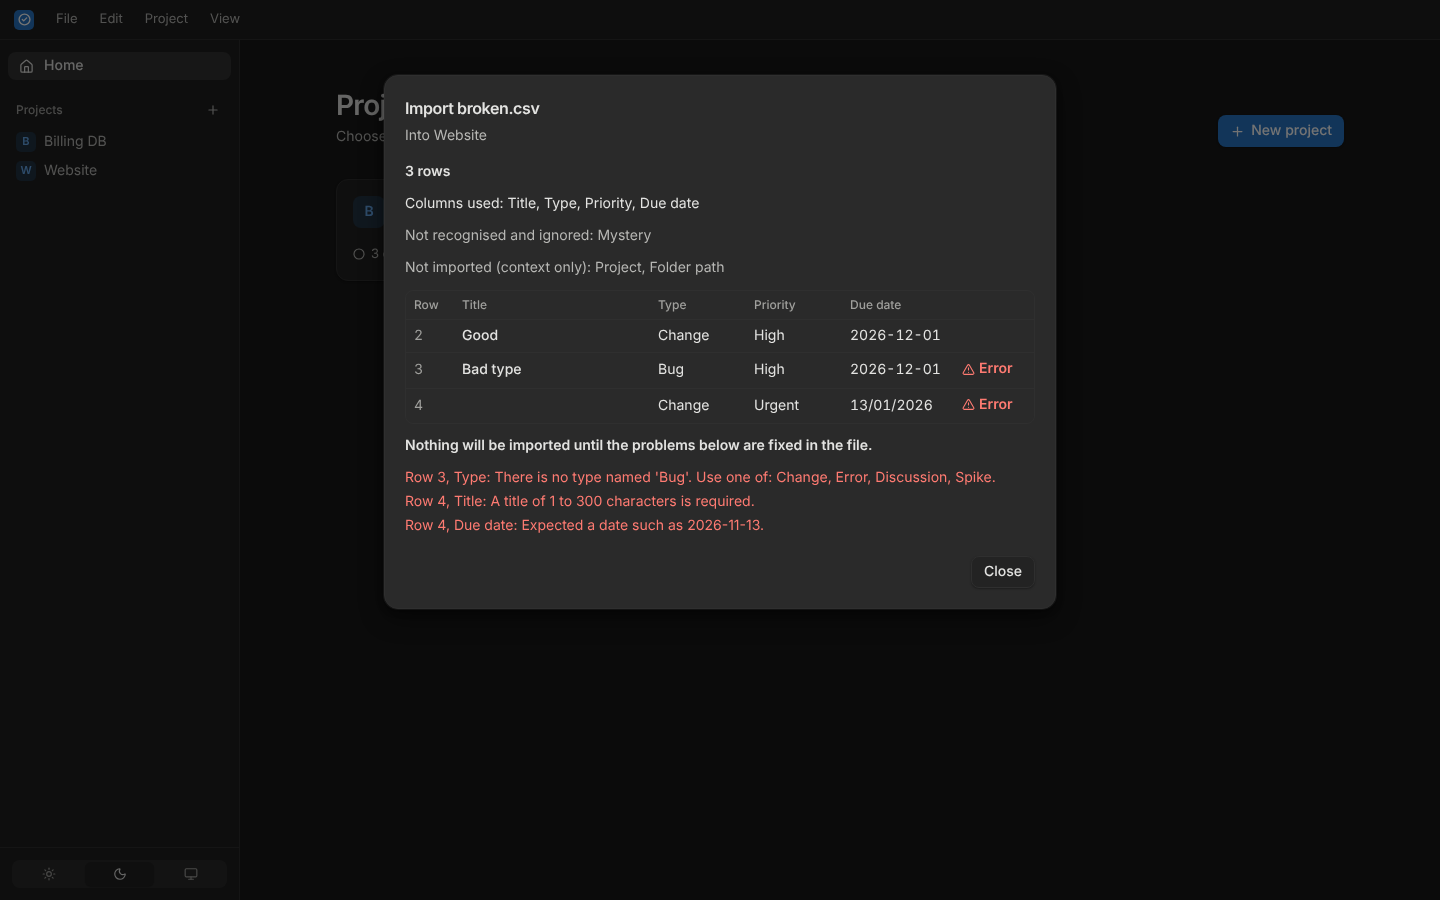 File Edit Project View
Home
Projects
B Billing DB
W Website
Proj
Choose
New project
B
3
Import broken.csv
Into Website
3 rows
Columns used: Title, Type, Priority, Due date
Not recognised and ignored: Mystery
Not imported (context only): Project, Folder path
Row Title Type Priority Due date
2 Good Change High 2026-12-01
3 Bad type Bug High 2026-12-01 Error
4 Change Urgent 13/01/2026 Error
Nothing will be imported until the problems below are fixed in the file.
Row 3, Type: There is no type named 'Bug'. Use one of: Change, Error, Discussion, Spike.
Row 4, Title: A title of 1 to 300 characters is required.
Row 4, Due date: Expected a date such as 2026-11-13.
Close